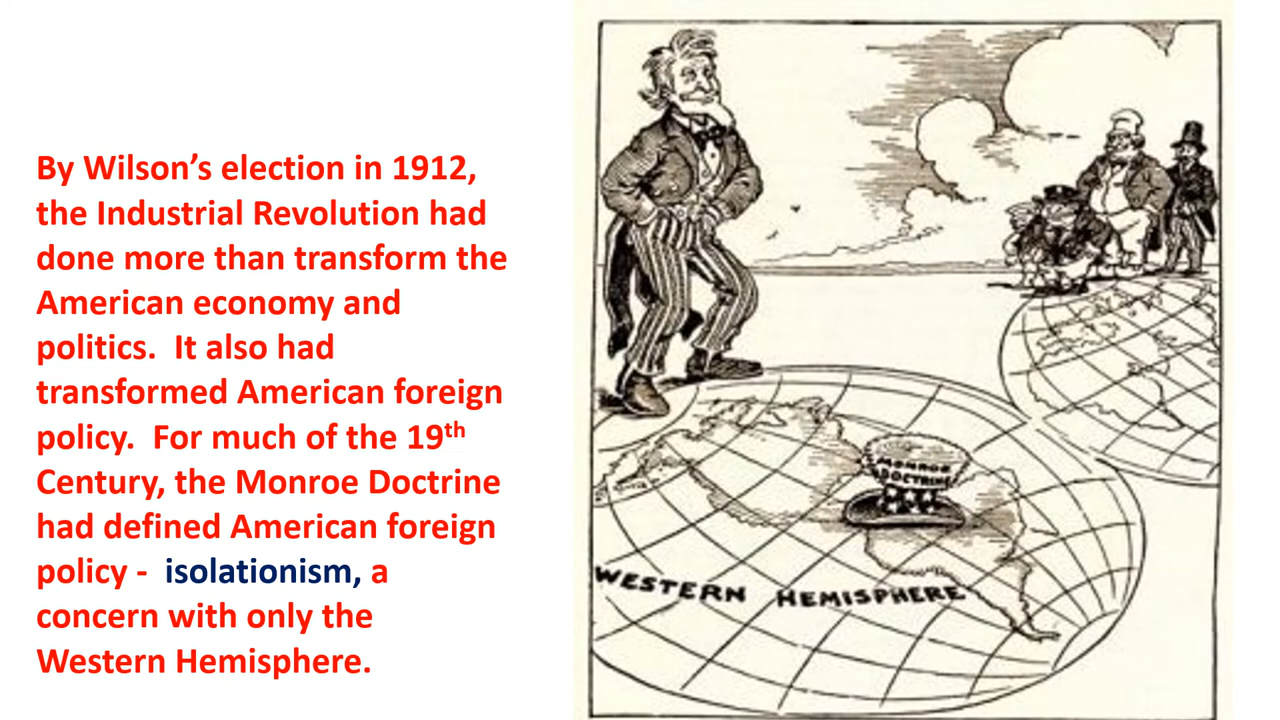 By Wilson’s election in 1912,
the Industrial Revolution had
done more than transform the
American economy and
politics.  It also had
transformed American foreign
policy.  For much of the 19th
Century, the Monroe Doctrine
had defined American foreign
policy -  isolationism, a
concern with only the
Western Hemisphere.
MONROE
DOCTRINE
WESTERN HEMISPHERE